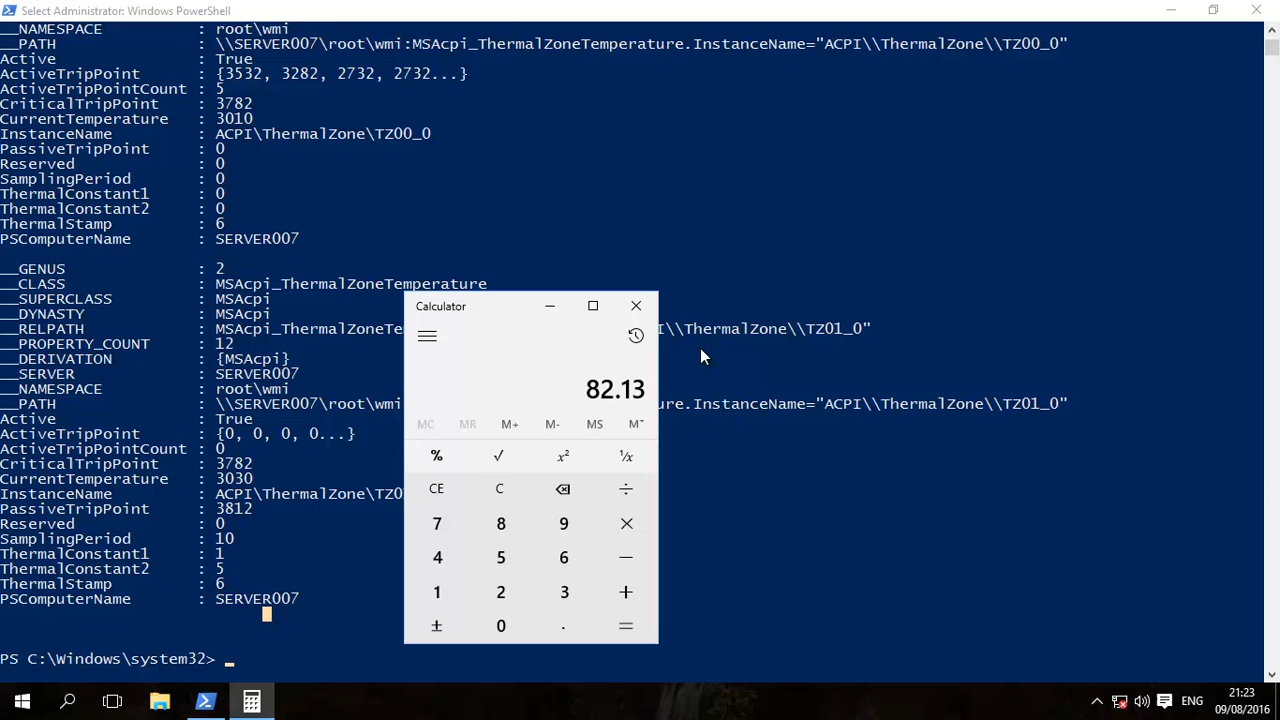 Select Administrator: Windows PowerShell
__NAMESPACE : root\wmi
__PATH : \\SERVER007\root\wmi:MSAcpi_ThermalZoneTemperature.InstanceName="ACPI\\ThermalZone\\TZ00_0"
Active : True
ActiveTripPoint : {3532, 3282, 2732, 2732...}
ActiveTripPointCount : 5
CriticalTripPoint : 3782
CurrentTemperature : 3010
InstanceName : ACPI\ThermalZone\TZ00_0
PassiveTripPoint : 0
Reserved : 0
SamplingPeriod : 0
ThermalConstant1 : 0
ThermalConstant2 : 0
ThermalStamp : 6
PSComputerName : SERVER007
__GENUS : 2
__CLASS : MSAcpi_ThermalZoneTemperature
__SUPERCLASS : MSAcpi
__DYNASTY : MSAcpi
__RELPATH : MSAcpi_ThermalZoneTe I\\ThermalZone\\TZ01_0"
__PROPERTY_COUNT : 12
__DERIVATION : {MSAcpi}
__SERVER : SERVER007
__NAMESPACE : root\wmi
__PATH : \\SERVER007\root\wmi ure.InstanceName="ACPI\\ThermalZone\\TZ01_0"
Active : True
ActiveTripPoint : {0, 0, 0, 0...}
ActiveTripPointCount : 0
CriticalTripPoint : 3782
CurrentTemperature : 3030
InstanceName : ACPI\ThermalZone\TZ0
PassiveTripPoint : 3812
Reserved : 0
SamplingPeriod : 10
ThermalConstant1 : 1
ThermalConstant2 : 5
ThermalStamp : 6
PSComputerName : SERVER007
PS C:\Windows\system32> _
Calculator
82.13
MC MR M+ M- MS M˅
% √ x² ¹/x
CE C ÷
7 8 9 ×
4 5 6 −
1 2 3 +
± 0 . =
ENG
21:23
09/08/2016